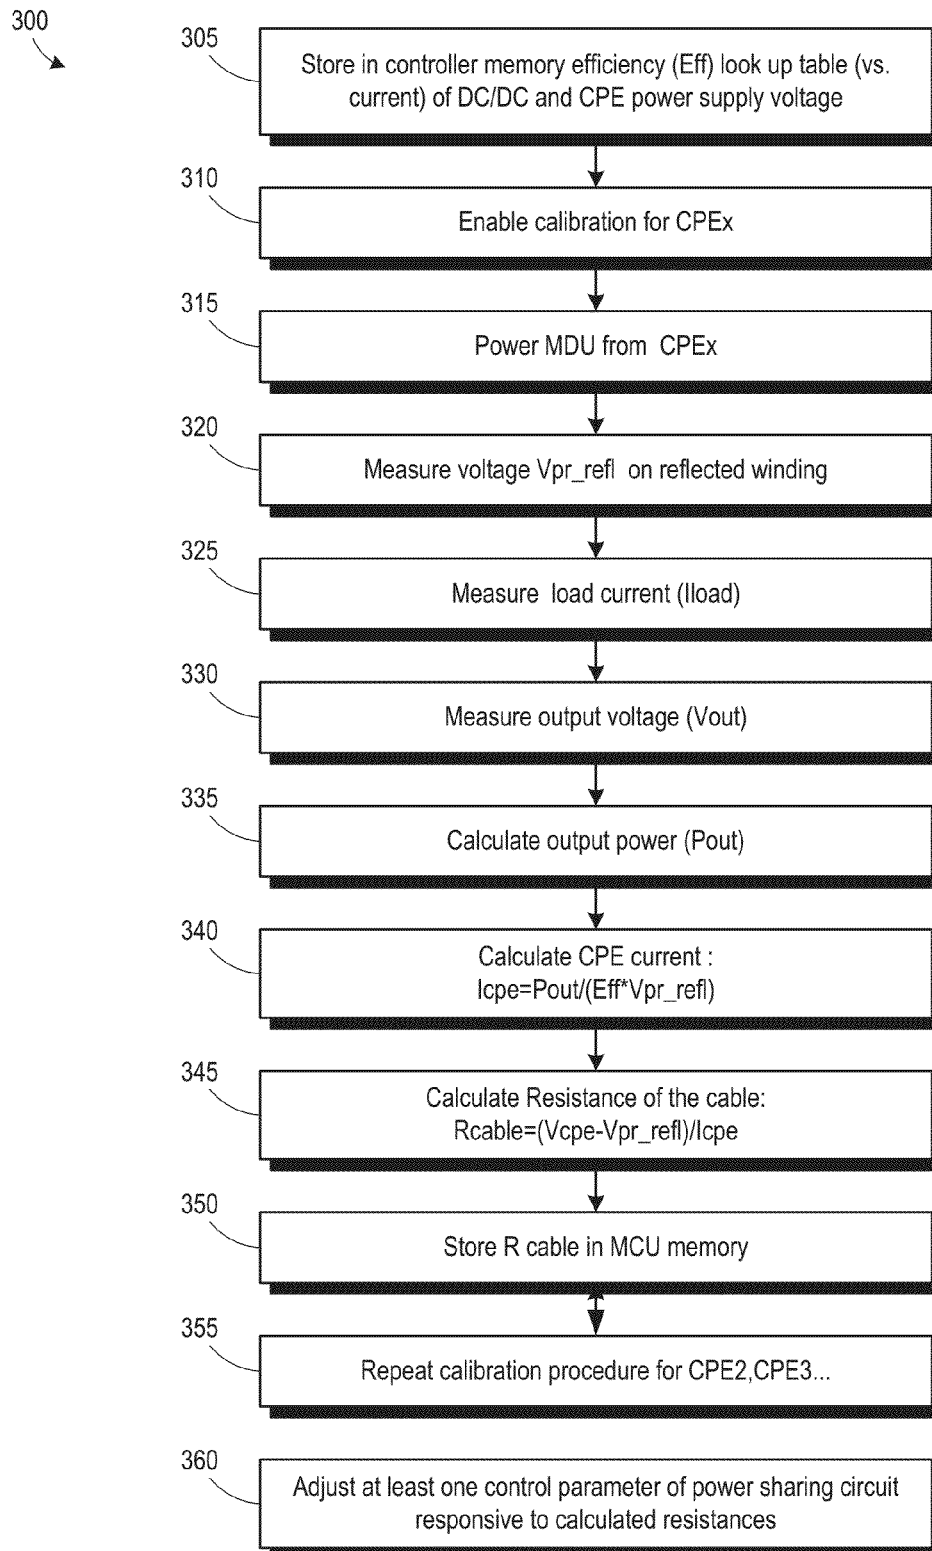 300
305
Store in controller memory efficiency (Eff) look up table (vs.
current) of DC/DC and CPE power supply voltage
310
Enable calibration for CPEx
315
Power MDU from CPEx
320
Measure voltage Vpr_refl on reflected winding
325
Measure load current (Iload)
330
Measure output voltage (Vout)
335
Calculate output power (Pout)
340
Calculate CPE current :
Icpe=Pout/(Eff*Vpr_refl)
345
Calculate Resistance of the cable:
Rcable=(Vcpe-Vpr_refl)/Icpe
350
Store R cable in MCU memory
355
Repeat calibration procedure for CPE2,CPE3...
360
Adjust at least one control parameter of power sharing circuit
responsive to calculated resistances